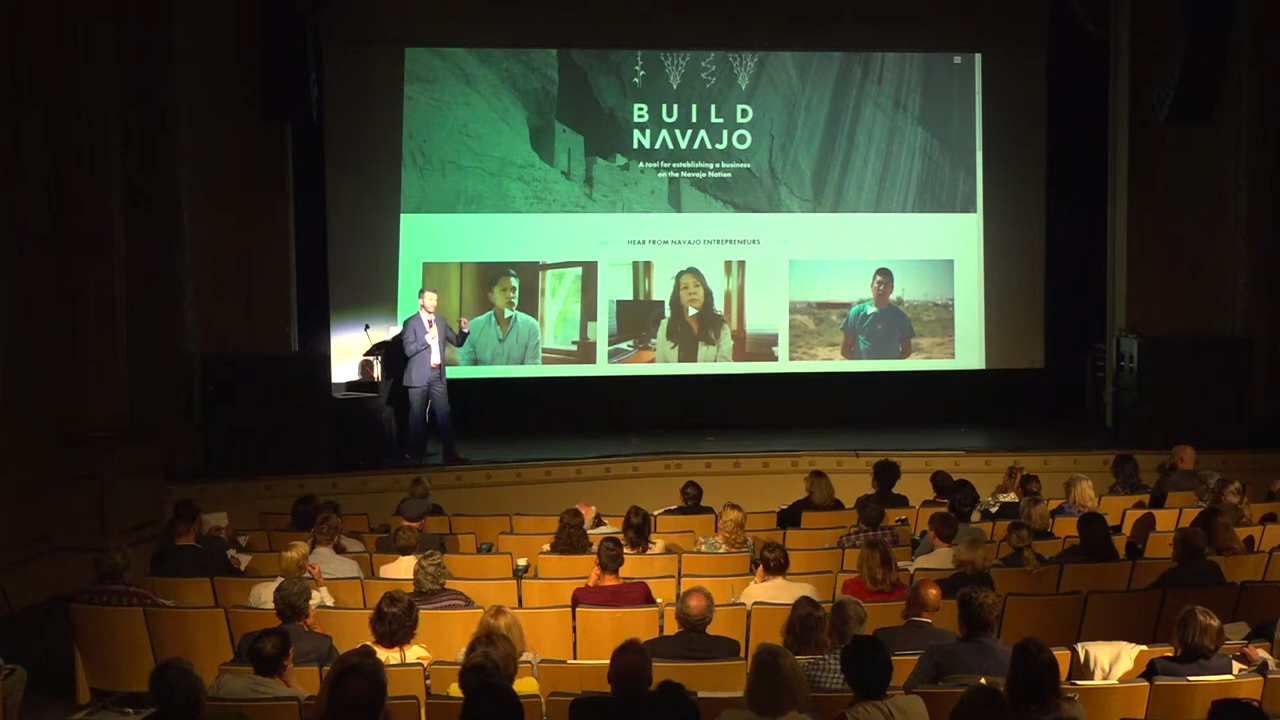 BUILD
NAVAJO
A tool for establishing a business
on the Navajo Nation
HEAR FROM NAVAJO ENTREPRENEURS